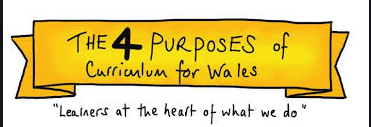 THE 4 PURPOSES of
Curriculum for Wales
"Learners at the heart of what we do"